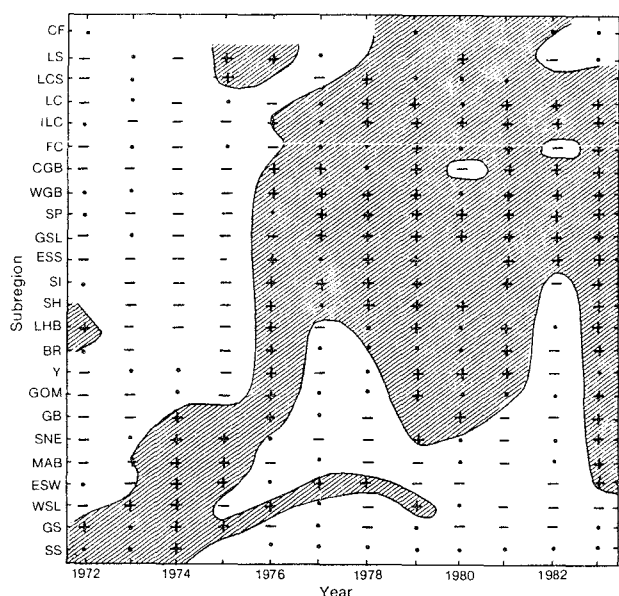 CF
LS
LCS
LC
ILC
FC
CGB
WGB
SP
GSL
ESS
SI
SH
LHB
BR
Y
GOM
GB
SNE
MAB
ESW
WSL
GS
SS
Subregion
1972 1974 1976 1978 1980 1982
Year